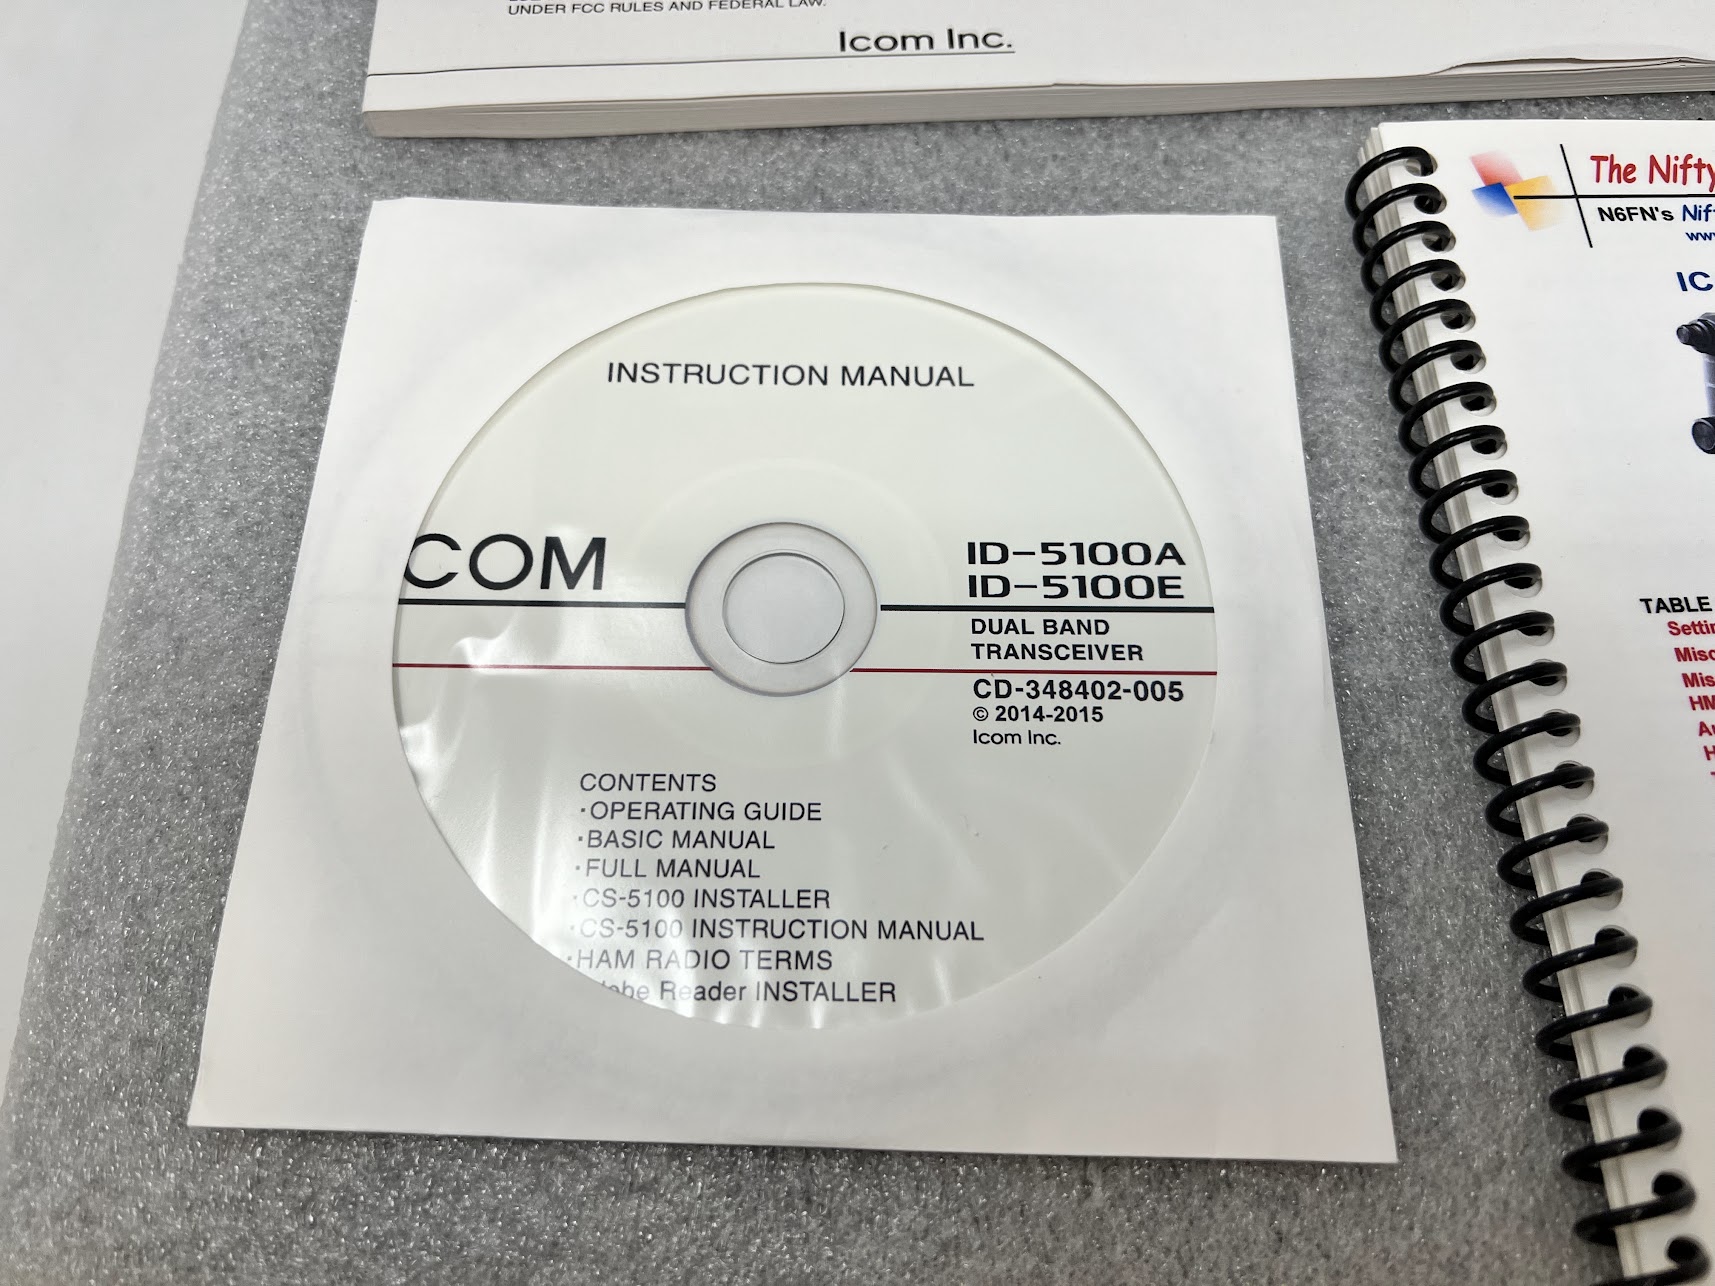 UNDER FCC RULES AND FEDERAL LAW.
Icom Inc.
INSTRUCTION MANUAL
COM
ID-5100A
ID-5100E
DUAL BAND
TRANSCEIVER
CD-348402-005
© 2014-2015
Icom Inc.
CONTENTS
·OPERATING GUIDE
·BASIC MANUAL
·FULL MANUAL
·CS-5100 INSTALLER
·CS-5100 INSTRUCTION MANUAL
·HAM RADIO TERMS
Reader INSTALLER
The Nifty
N6FN's
IC
TABLE